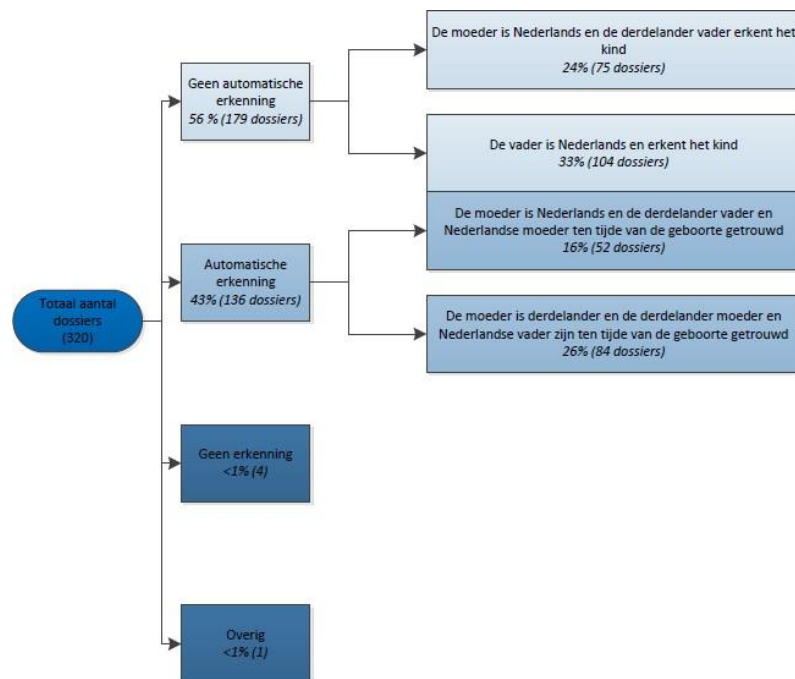 De moeder is Nederlands en de derdelander vader erkent het
kind
24% (75 dossiers)
Geen automatische
erkenning
56 % (179 dossiers)
De vader is Nederlands en erkent het kind
33% (104 dossiers)
De moeder is Nederlands en de derdelander vader en
Nederlandse moeder ten tijde van de geboorte getrouwd
16% (52 dossiers)
Automatische
erkenning
43% (136 dossiers)
Totaal aantal
dossiers
(320)
De moeder is derdelander en de derdelander moeder en
Nederlandse vader zijn ten tijde van de geboorte getrouwd
26% (84 dossiers)
Geen erkenning
<1% (4)
Overig
<1% (1)